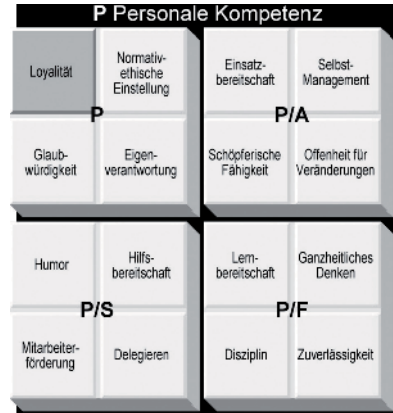 P Personale Kompetenz
Loyalität
Normativ-
ethische
Einstellung
P
Glaub-
würdigkeit
Eigen-
verantwortung
Einsatz-
bereitschaft
Selbst-
Management
P/A
Schöpferische
Fähigkeit
Offenheit für
Veränderungen
Humor
Hilfs-
bereitschaft
P/S
Mitarbeiter-
förderung
Delegieren
Lern-
bereitschaft
Ganzheitliches
Denken
P/F
Disziplin
Zuverlässigkeit